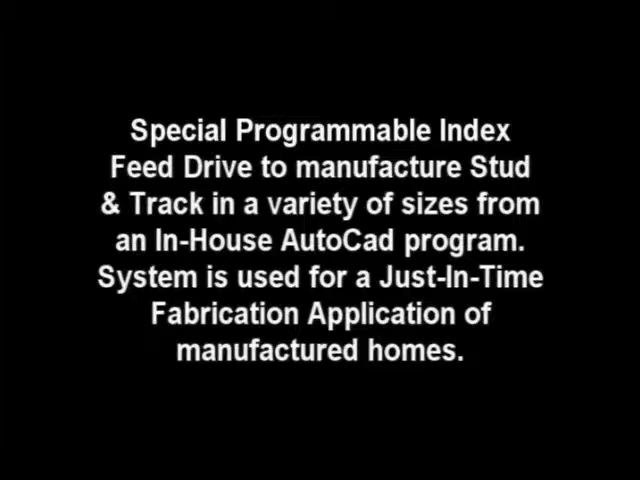 Special Programmable Index
Feed Drive to manufacture Stud
& Track in a variety of sizes from
an In-House AutoCad program.
System is used for a Just-In-Time
Fabrication Application of
manufactured homes.